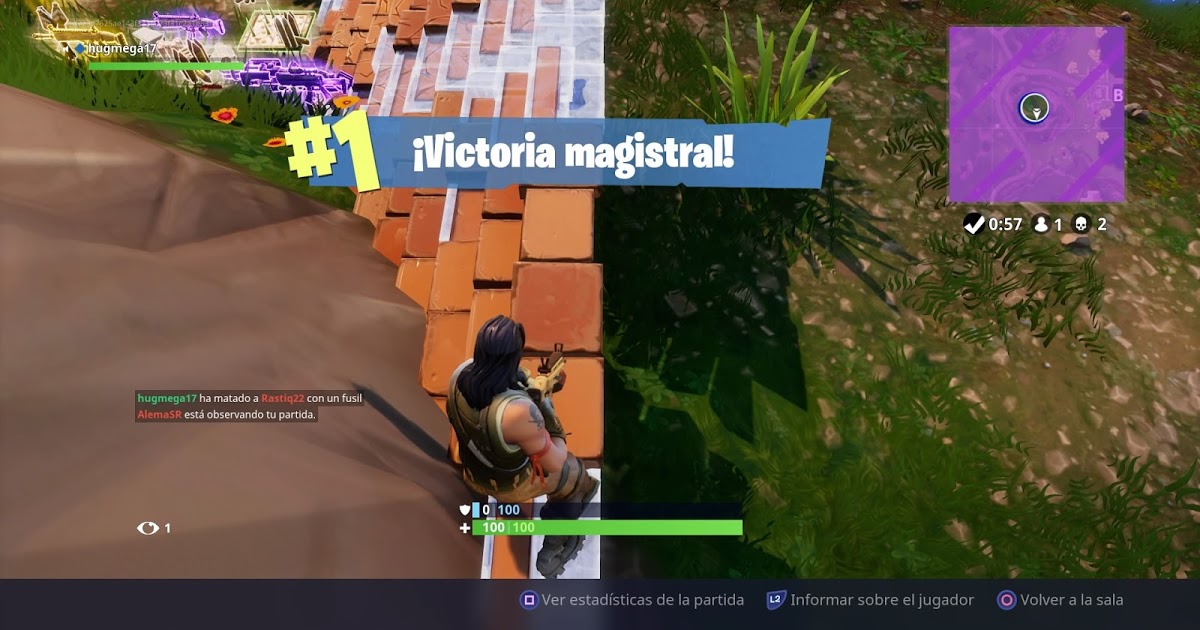 hugmega17
#1 ¡Victoria magistral!
B
0:57 1 2
hugmega17 ha matado a Rastiq22 con un fusil
AlemaSR está observando tu partida.
1
0 | 100
100 | 100
Ver estadísticas de la partida L2 Informar sobre el jugador Volver a la sala